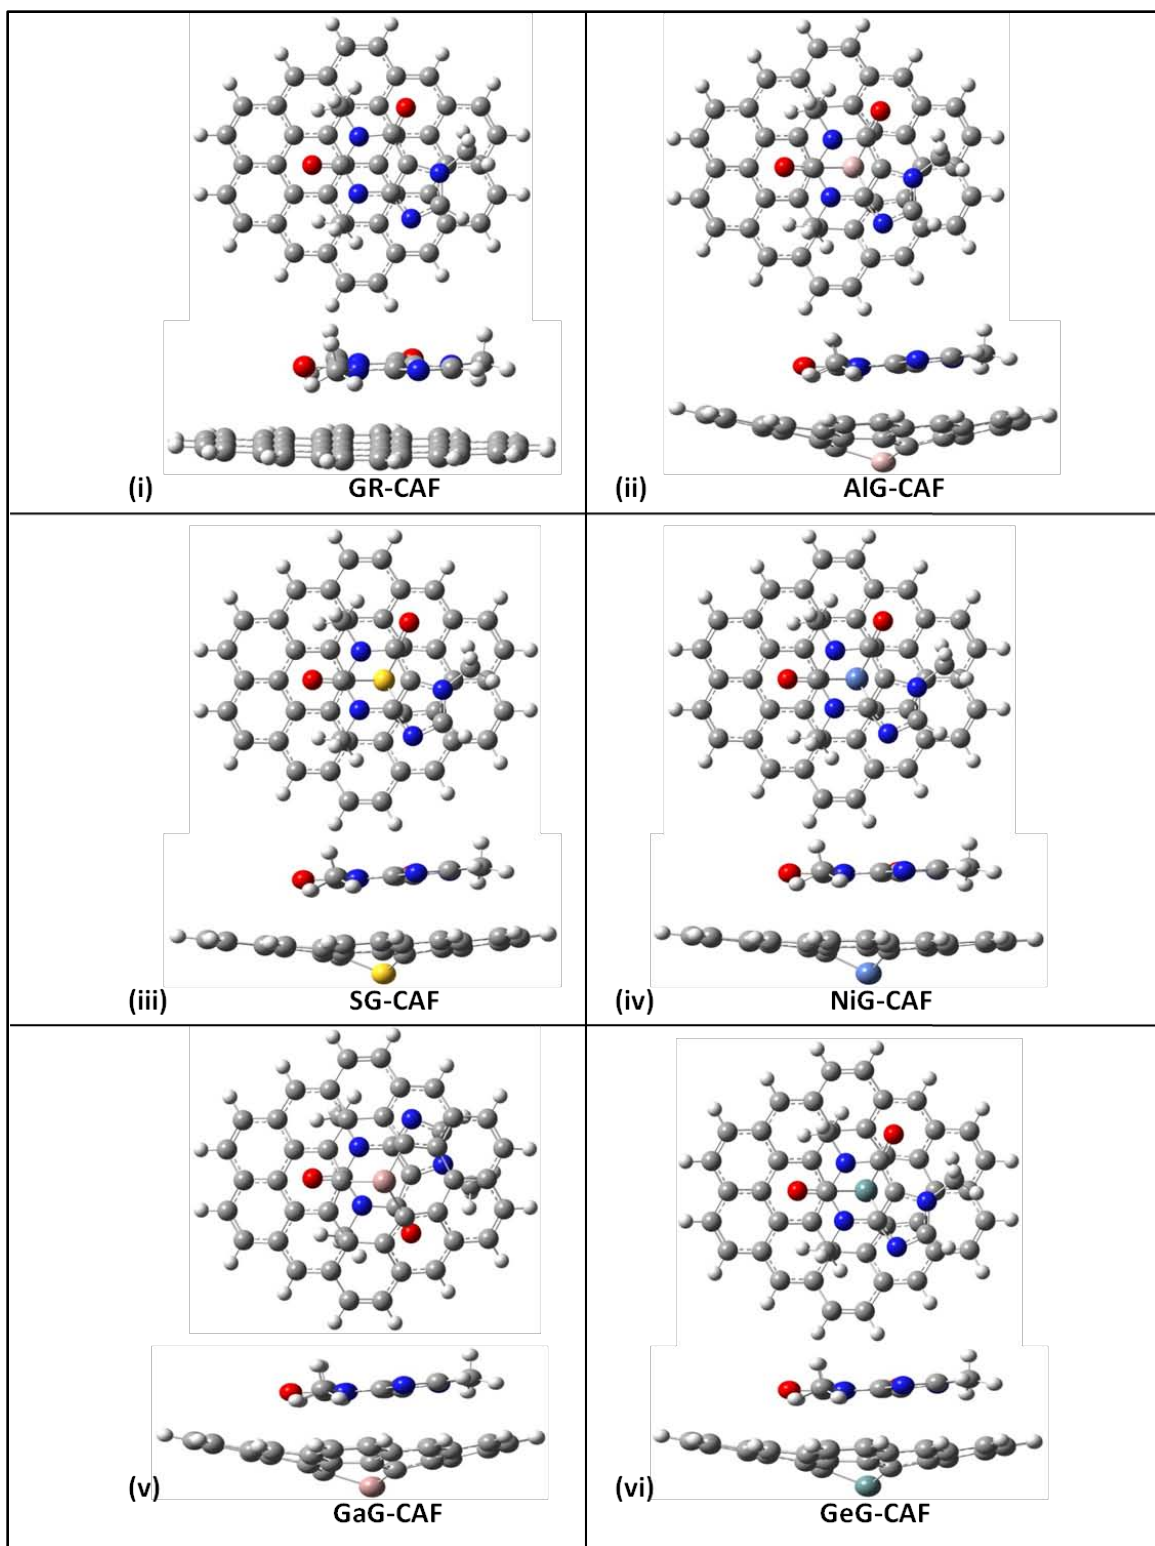 (i) GR-CAF
(ii) AlG-CAF
(iii) SG-CAF
(iv) NiG-CAF
(v) GaG-CAF
(vi) GeG-CAF